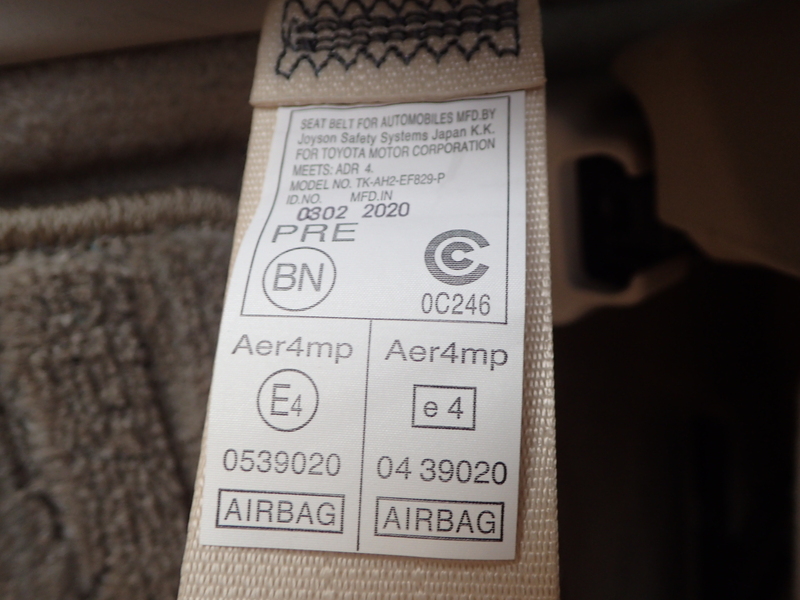 SEAT BELT FOR AUTOMOBILES MFD.BY
Joyson Safety Systems Japan K.K.
FOR TOYOTA MOTOR CORPORATION
MEETS: ADR 4.
MODEL NO. TK-AH2-EF829-P
ID.NO. MFD.IN
0302 2020
PRE
BN
0C246
Aer4mp Aer4mp
E4 e 4
0539020 04 39020
AIRBAG AIRBAG